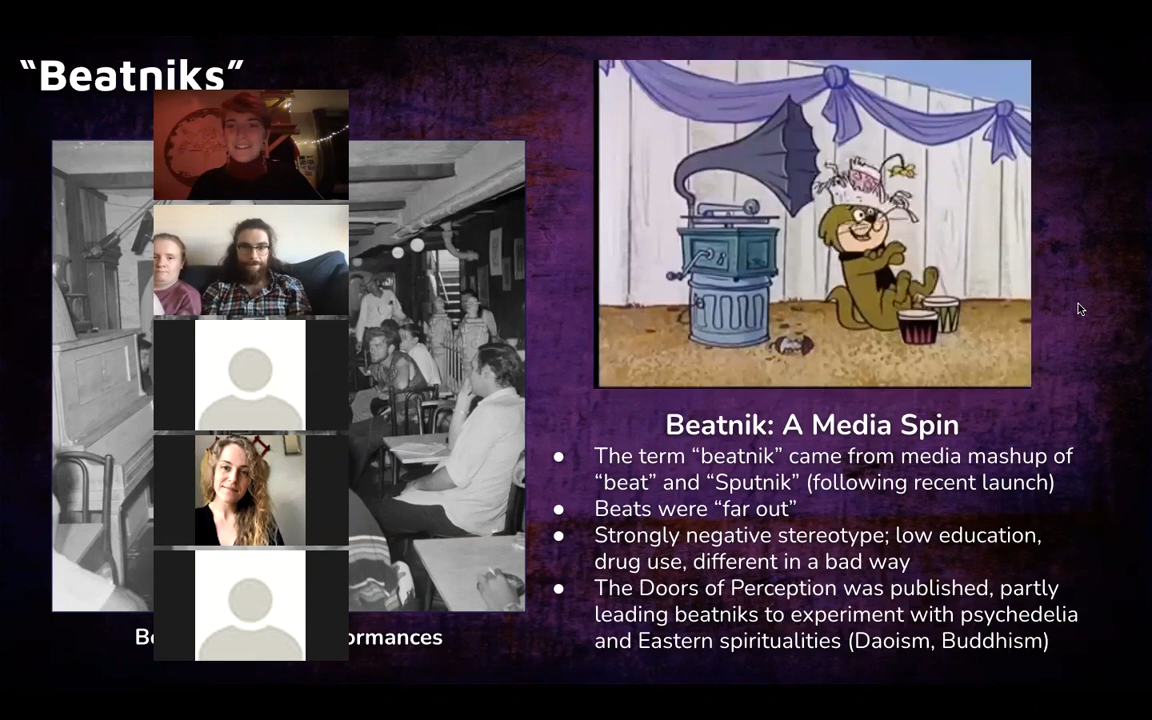 “Beatniks”
Beatnik: A Media Spin
● The term “beatnik” came from media mashup of
“beat” and “Sputnik” (following recent launch)
● Beats were “far out”
● Strongly negative stereotype; low education,
drug use, different in a bad way
● The Doors of Perception was published, partly
leading beatniks to experiment with psychedelia
and Eastern spiritualities (Daoism, Buddhism)